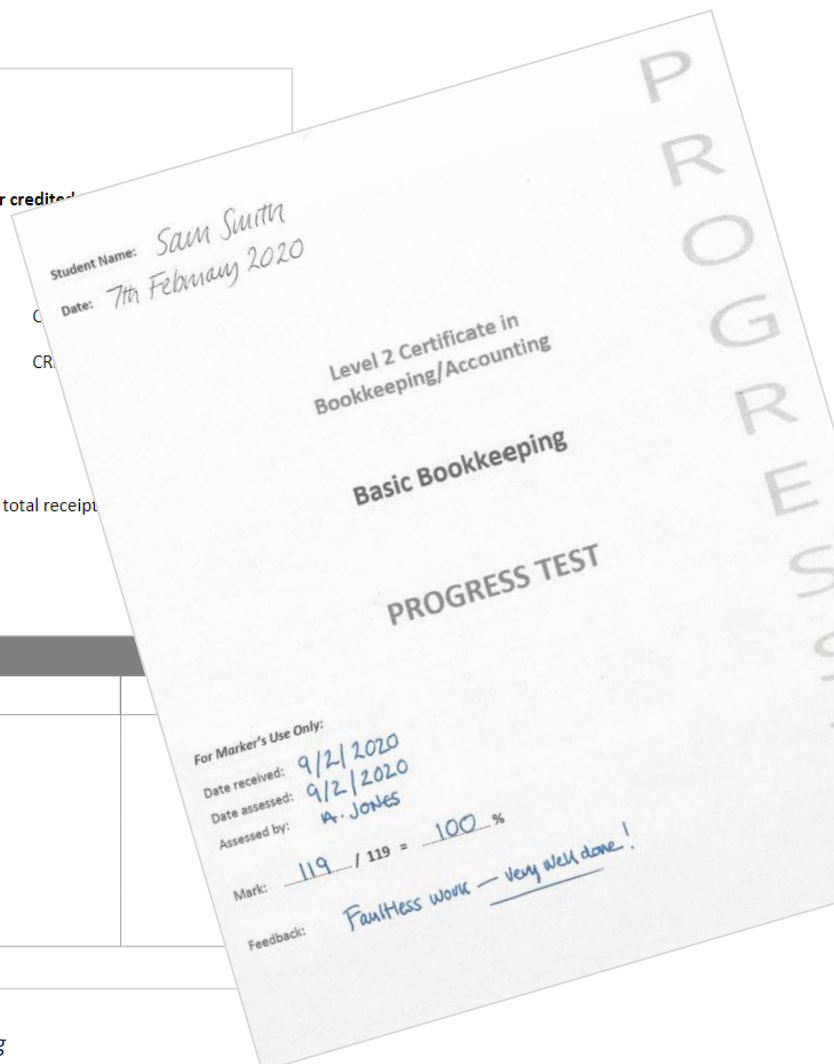 r credited
CR
total receipt
Student Name: Sam Smith
Date: 7th February 2020
Level 2 Certificate in
Bookkeeping/Accounting
Basic Bookkeeping
PROGRESS TEST
For Marker's Use Only:
Date received: 9/2/2020
Date assessed: 9/2/2020
Assessed by: A. JONES
Mark: 119 / 119 = 100 %
Feedback: Faultless work — very well done!
P
R
O
G
R
E
S
S